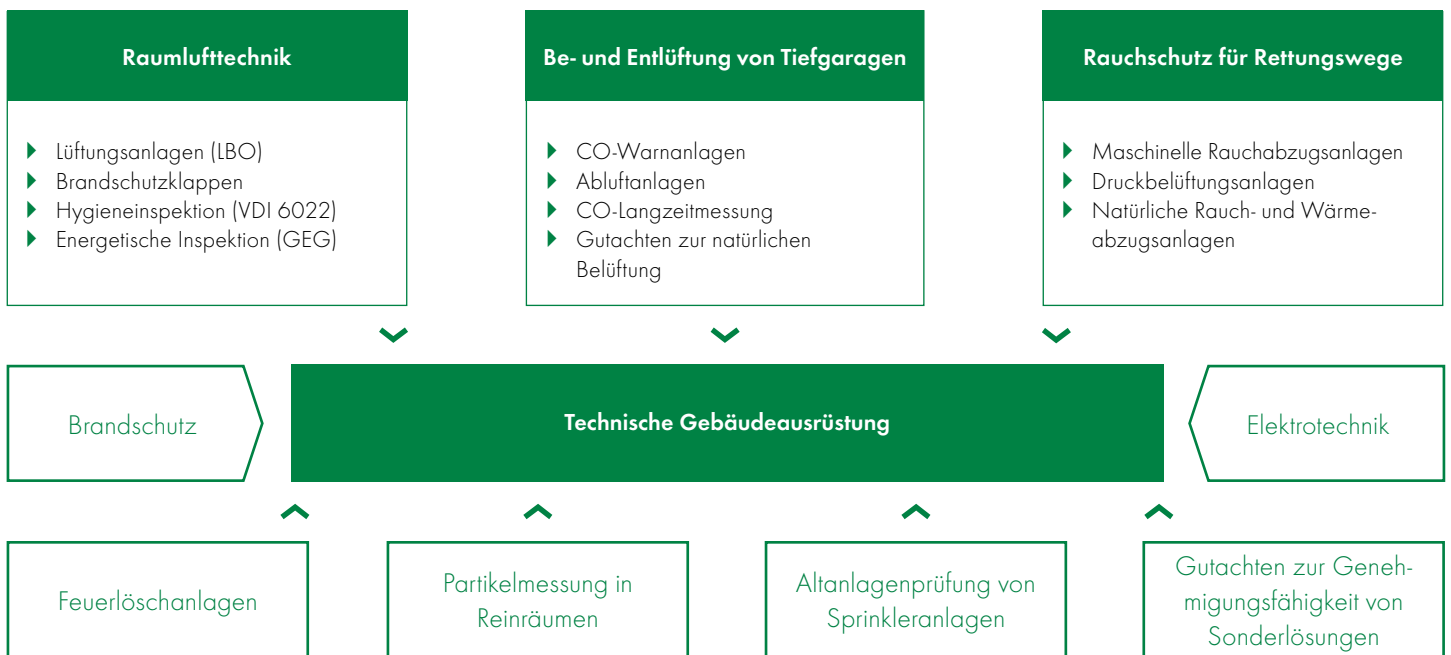 Raumlufttechnik
Lüftungsanlagen (LBO)
Brandschutzklappen
Hygieneinspektion (VDI 6022)
Energetische Inspektion (GEG)
Be- und Entlüftung von Tiefgaragen
CO-Warnanlagen
Abluftanlagen
CO-Langzeitmessung
Gutachten zur natürlichen
Belüftung
Rauchschutz für Rettungswege
Maschinelle Rauchabzugsanlagen
Druckbelüftungsanlagen
Natürliche Rauch- und Wärme-
abzugsanlagen
Brandschutz
Technische Gebäudeausrüstung
Elektrotechnik
Feuerlöschanlagen
Partikelmessung in
Reinräumen
Altanlagenprüfung von
Sprinkleranlagen
Gutachten zur Geneh-
migungsfähigkeit von
Sonderlösungen